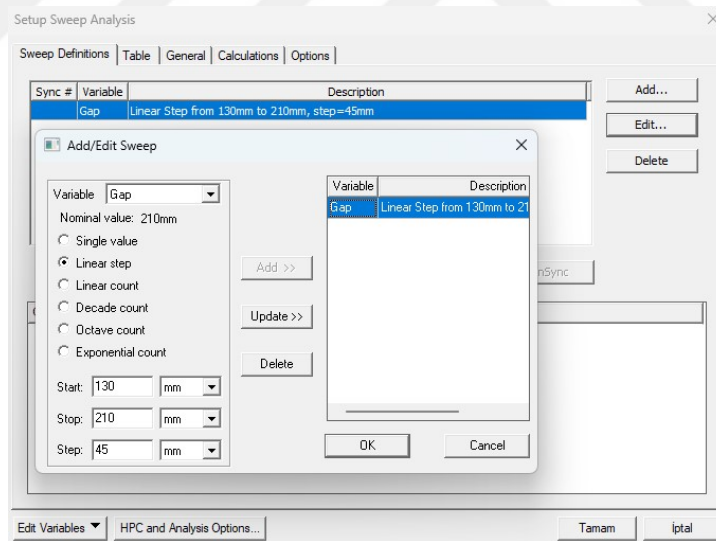 Setup Sweep Analysis
Sweep Definitions Table General Calculations Options
Sync # Variable Description
Gap Linear Step from 130mm to 210mm, step=45mm
Add...
Edit...
Delete
Add/Edit Sweep
Variable Gap
Nominal value: 210mm
Single value
Linear step
Linear count
Decade count
Octave count
Exponential count
Start: 130 mm
Stop: 210 mm
Step: 45 mm
Add >>
Update >>
Delete
Variable Description
Gap Linear Step from 130mm to 21
OK Cancel
Edit Variables HPC and Analysis Options... Tamam İptal